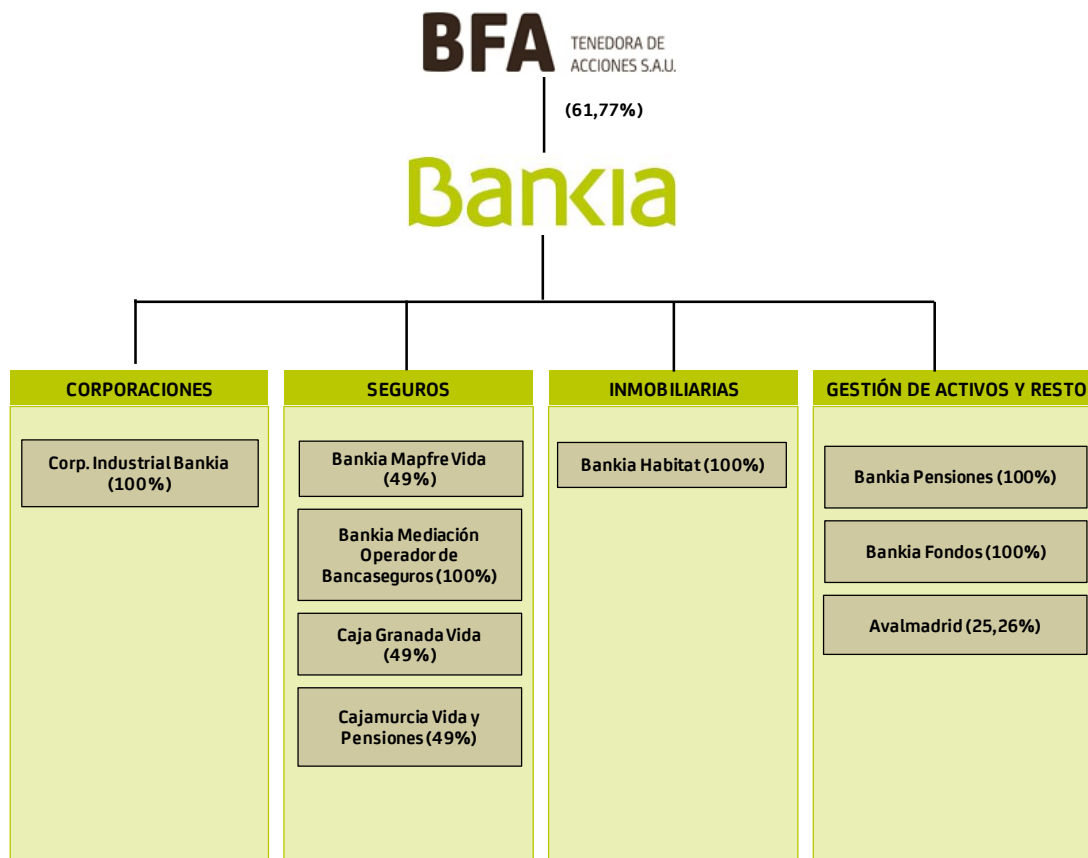 BFA
TENEDORA DE
ACCIONES S.A.U.
(61,77%)
Bankia
CORPORACIONES
Corp. Industrial Bankia
(100%)
SEGUROS
Bankia Mapfre Vida
(49%)
Bankia Mediación
Operador de
Bancaseguros (100%)
Caja Granada Vida
(49%)
Cajamurcia Vida y
Pensiones (49%)
INMOBILIARIAS
Bankia Habitat (100%)
GESTIÓN DE ACTIVOS Y RESTO
Bankia Pensiones (100%)
Bankia Fondos (100%)
Avalmadrid (25,26%)